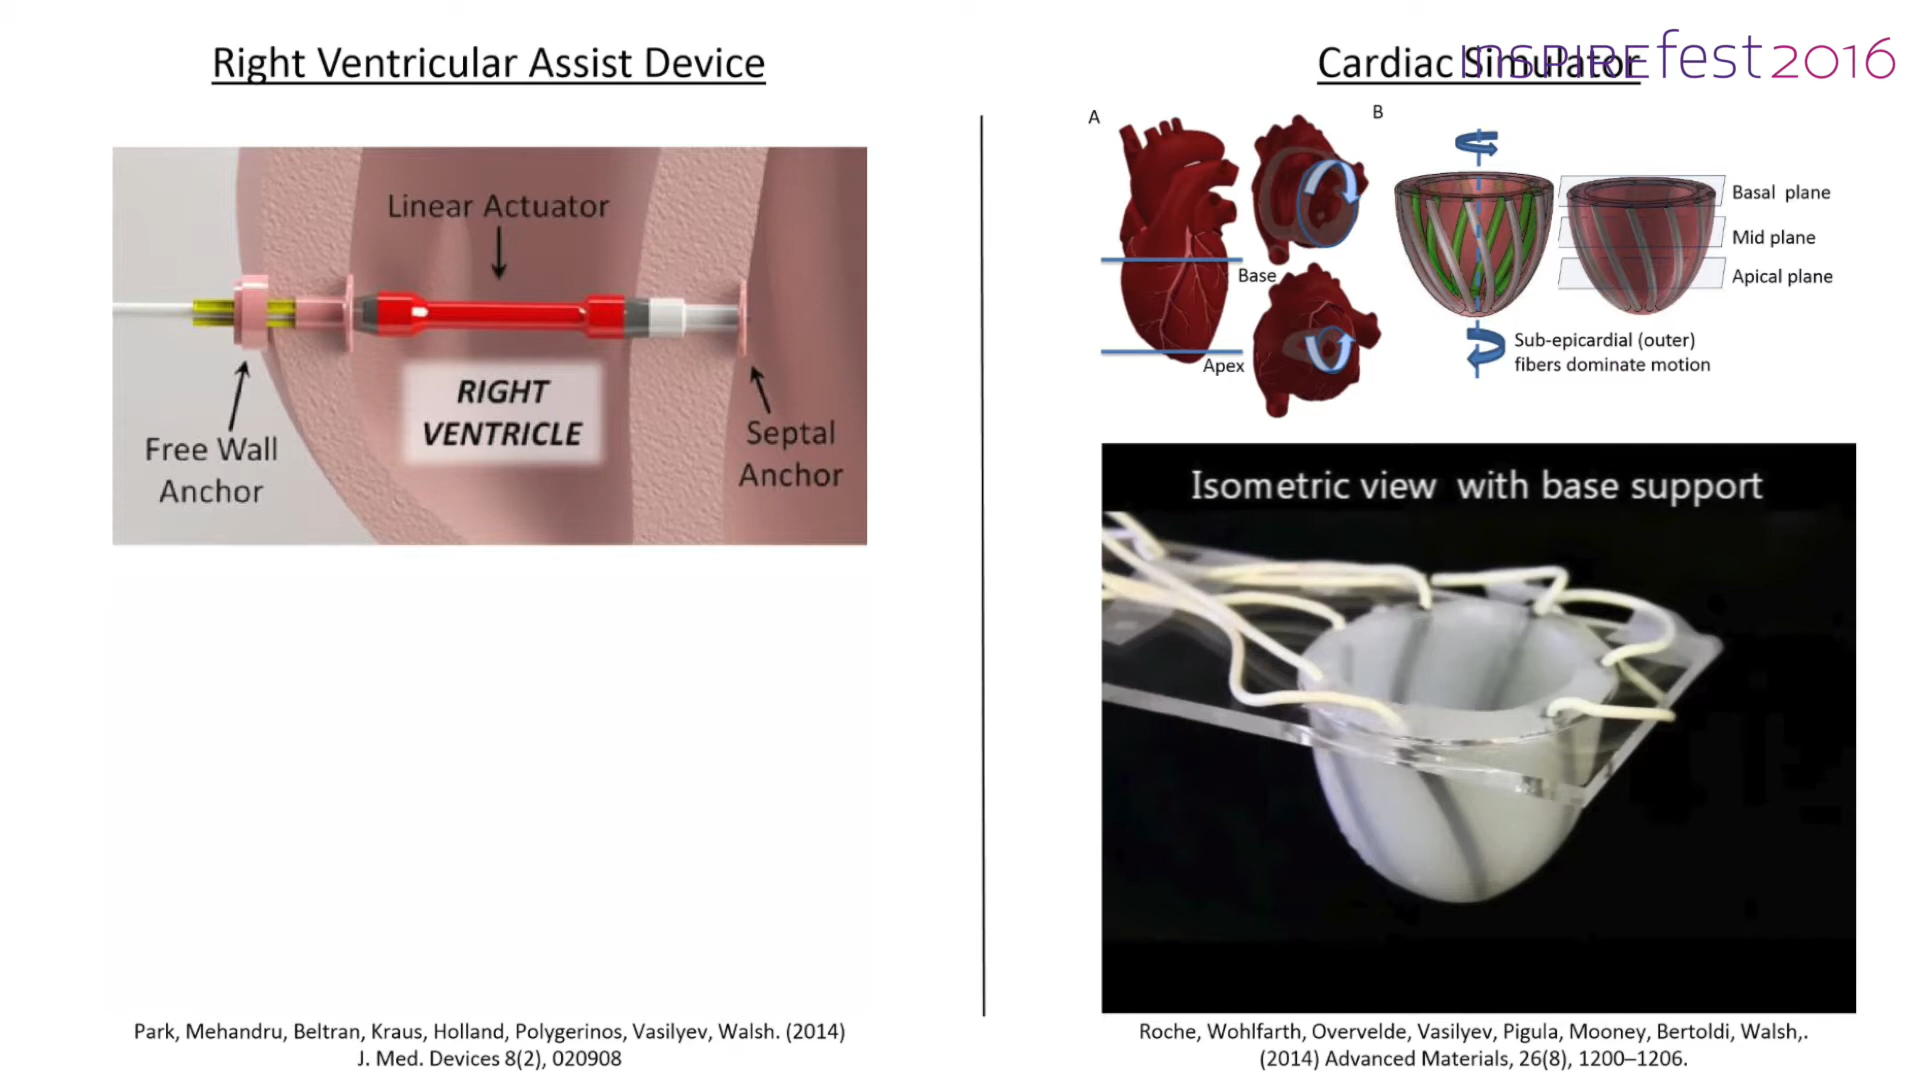 Right Ventricular Assist Device
Linear Actuator
RIGHT
VENTRICLE
Free Wall
Anchor
Septal
Anchor
Park, Mehandru, Beltran, Kraus, Holland, Polygerinos, Vasilyev, Walsh. (2014)
J. Med. Devices 8(2), 020908
Cardiac Simulator
INSPIREfest2016
A
B
Base
Apex
Basal plane
Mid plane
Apical plane
Sub-epicardial (outer)
fibers dominate motion
Isometric view with base support
Roche, Wohlfarth, Overvelde, Vasilyev, Pigula, Mooney, Bertoldi, Walsh,.
(2014) Advanced Materials, 26(8), 1200–1206.